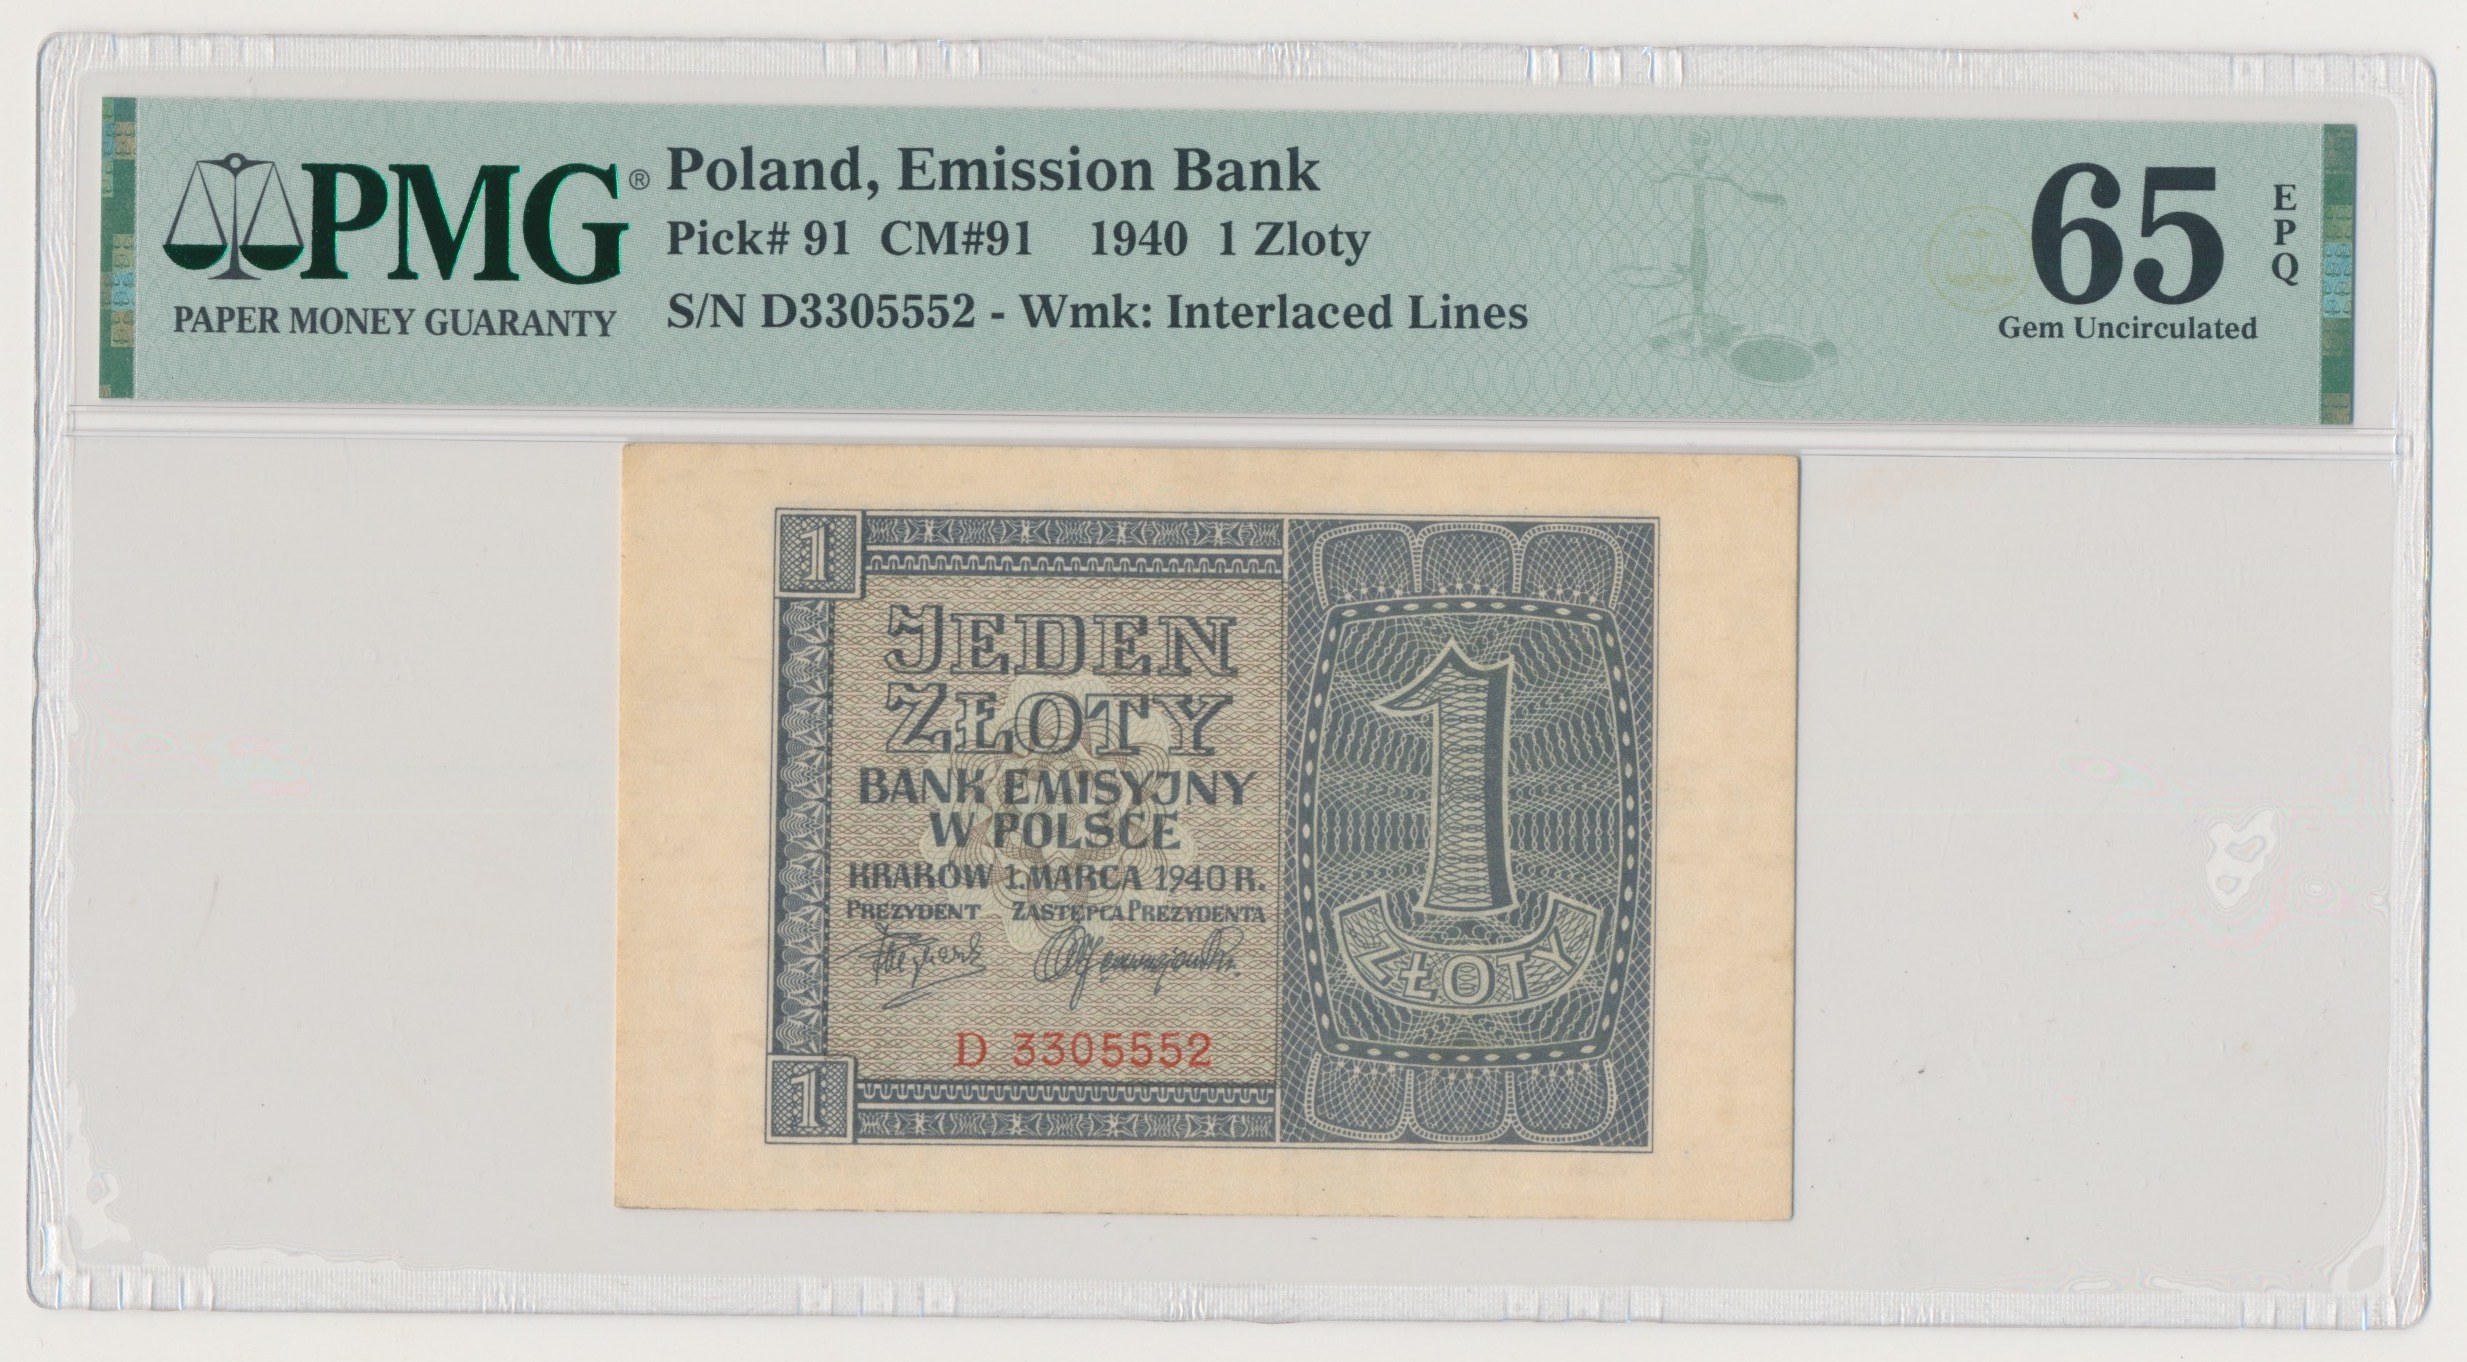 PMG®
PAPER MONEY GUARANTY
Poland, Emission Bank
Pick# 91 CM#91 1940 1 Zloty
S/N D3305552 - Wmk: Interlaced Lines
65
EPQ
Gem Uncirculated
1
JEDEN
ZŁOTY
BANK EMISYJNY
W POLSCE
KRAKÓW 1. MARCA 1940 R.
PREZYDENT ZASTĘPCA PREZYDENTA
D 3305552
1
1
ZŁOTY